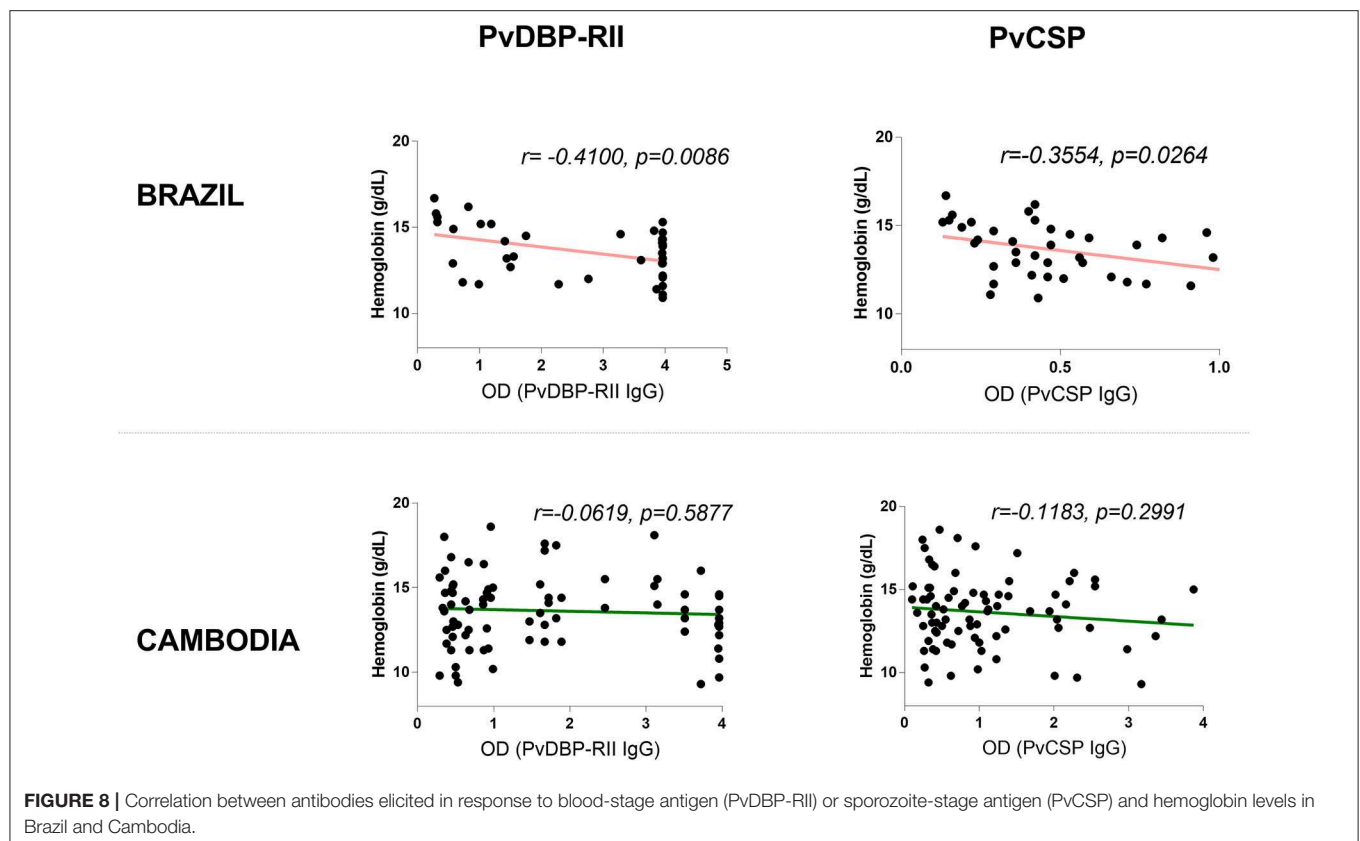 PvDBP-RII
PvCSP
BRAZIL
Hemoglobin (g/dL)
20
15
10
r= -0.4100, p=0.0086
0 1 2 3 4 5
OD (PvDBP-RII IgG)
Hemoglobin (g/dL)
20
15
10
r=-0.3554, p=0.0264
0.0 0.5 1.0
OD (PvCSP IgG)
CAMBODIA
Hemoglobin (g/dL)
20
15
10
r=-0.0619, p=0.5877
0 1 2 3 4
OD (PvDBP-RII IgG)
Hemoglobin (g/dL)
20
15
10
r=-0.1183, p=0.2991
0 1 2 3 4
OD (PvCSP IgG)
FIGURE 8 | Correlation between antibodies elicited in response to blood-stage antigen (PvDBP-RII) or sporozoite-stage antigen (PvCSP) and hemoglobin levels in
Brazil and Cambodia.